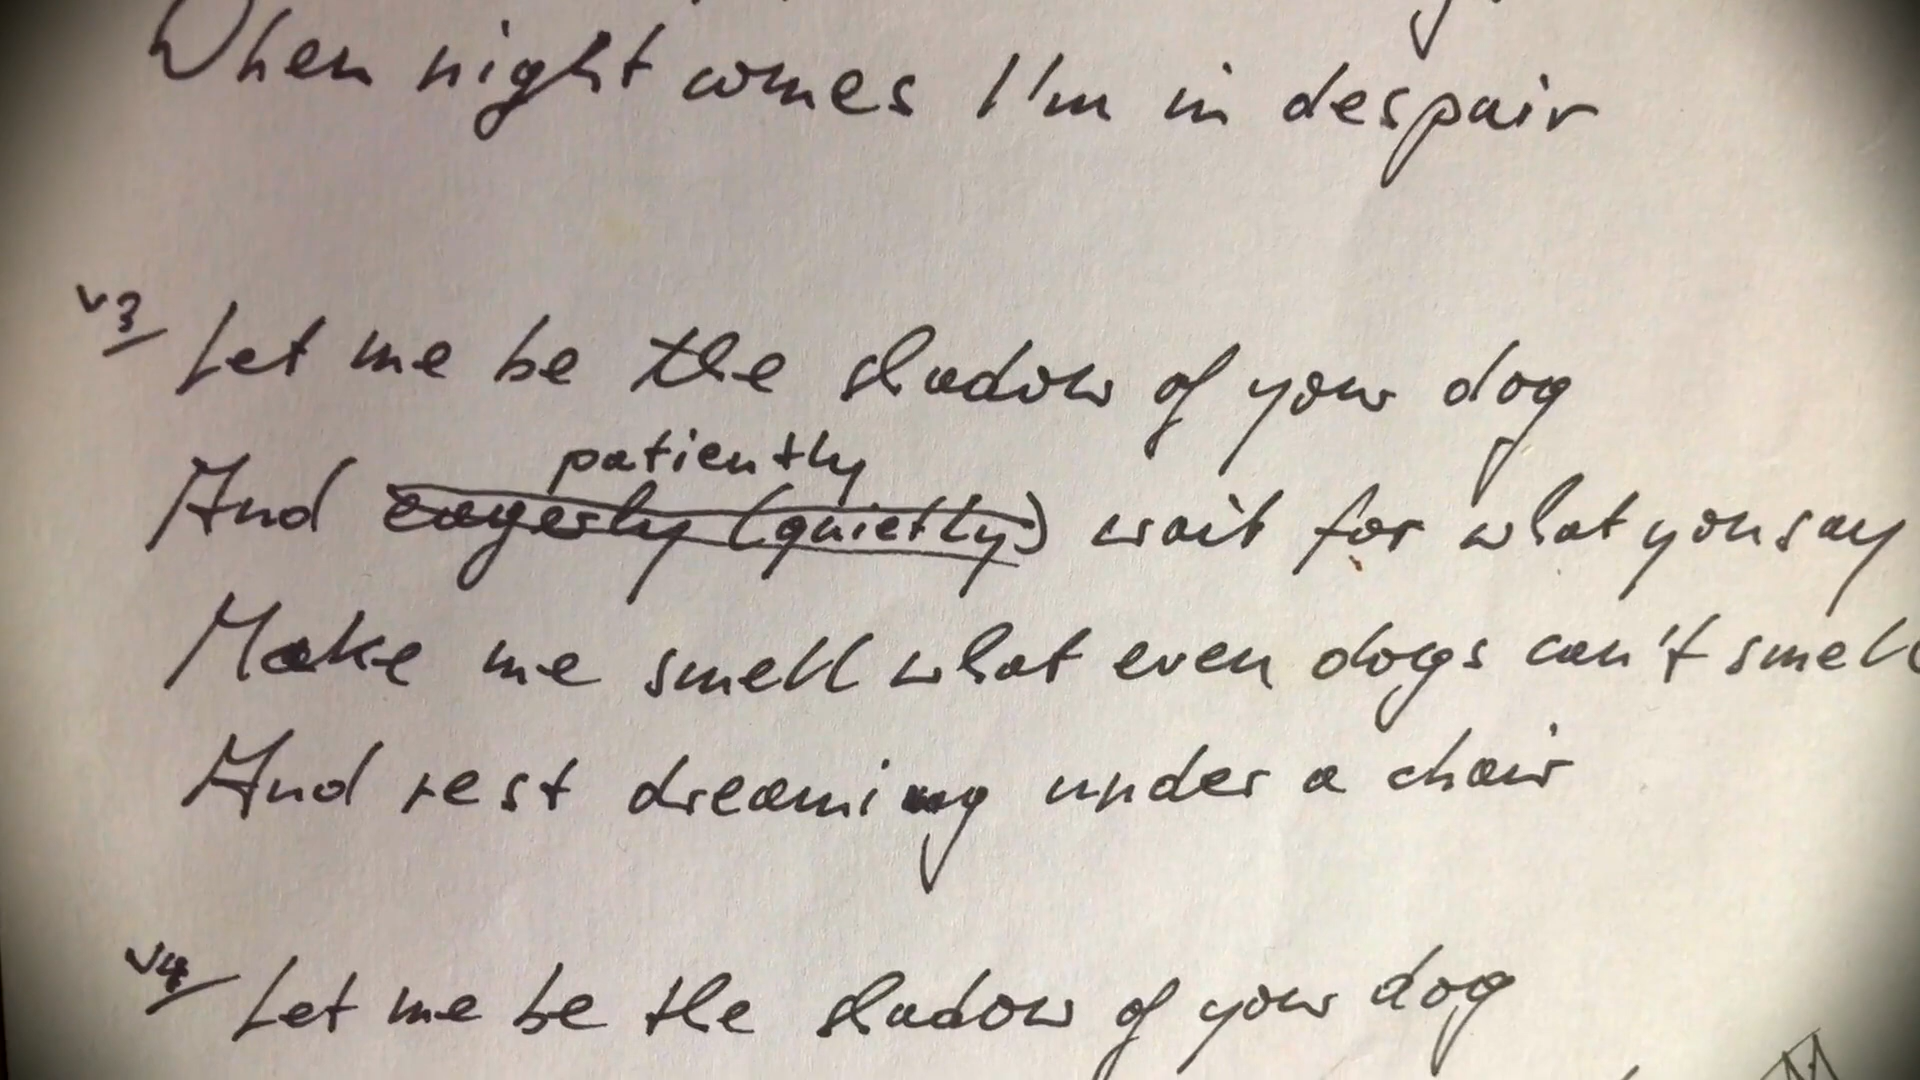 When night comes I'm in despair
v3 Let me be the shadow of your dog
patiently
And eagerly (quietly) wait for what you say
Make me smell what even dogs can't smell
And rest dreaming under a chair
v4 Let me be the shadow of your dog